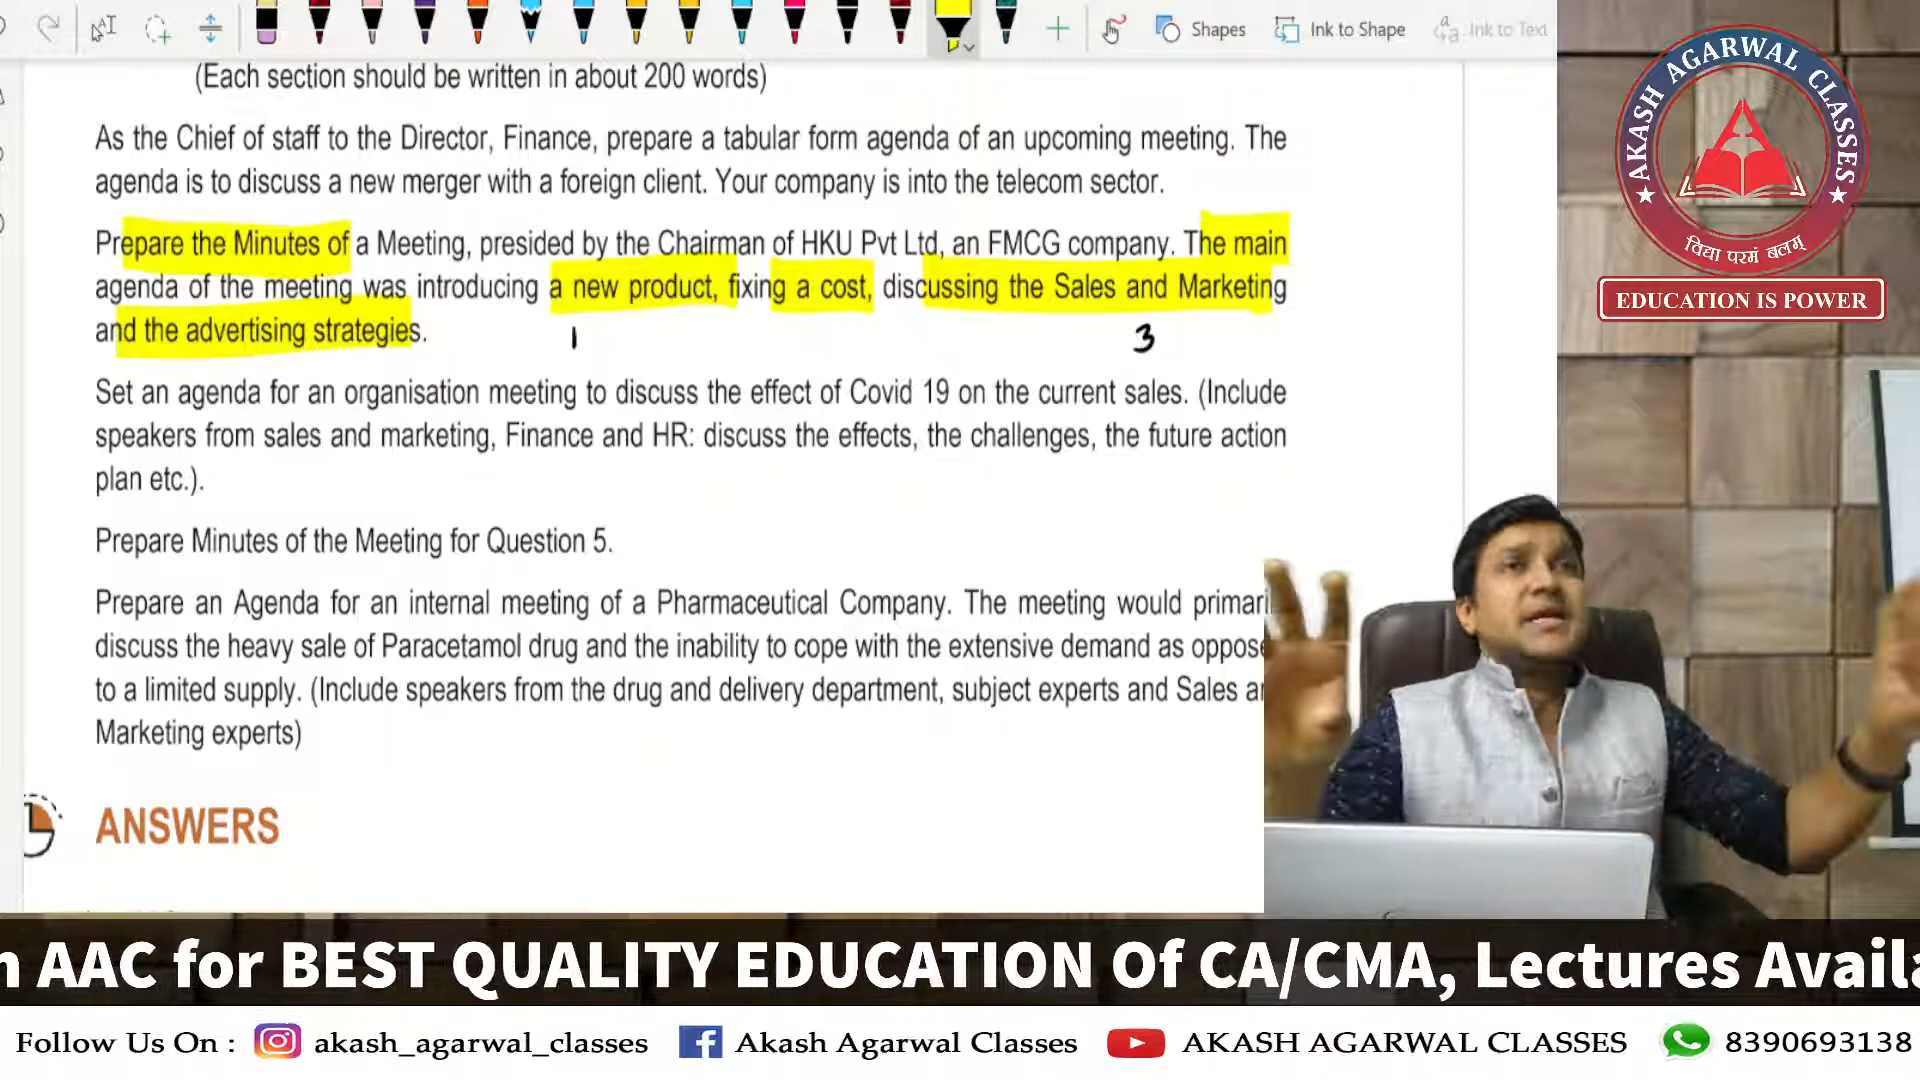 Shapes
Ink to Shape
Ink to Text
(Each section should be written in about 200 words)
As the Chief of staff to the Director, Finance, prepare a tabular form agenda of an upcoming meeting. The
agenda is to discuss a new merger with a foreign client. Your company is into the telecom sector.
Prepare the Minutes of a Meeting, presided by the Chairman of HKU Pvt Ltd, an FMCG company. The main
agenda of the meeting was introducing a new product, fixing a cost, discussing the Sales and Marketing
and the advertising strategies.
1
3
Set an agenda for an organisation meeting to discuss the effect of Covid 19 on the current sales. (Include
speakers from sales and marketing, Finance and HR: discuss the effects, the challenges, the future action
plan etc.).
Prepare Minutes of the Meeting for Question 5.
Prepare an Agenda for an internal meeting of a Pharmaceutical Company. The meeting would primari
discuss the heavy sale of Paracetamol drug and the inability to cope with the extensive demand as oppose
to a limited supply. (Include speakers from the drug and delivery department, subject experts and Sales a
Marketing experts)
ANSWERS
AKASH AGARWAL CLASSES
विद्या परमं बलम्
EDUCATION IS POWER
n AAC for BEST QUALITY EDUCATION Of CA/CMA, Lectures Availa
Follow Us On : akash_agarwal_classes Akash Agarwal Classes AKASH AGARWAL CLASSES 8390693138